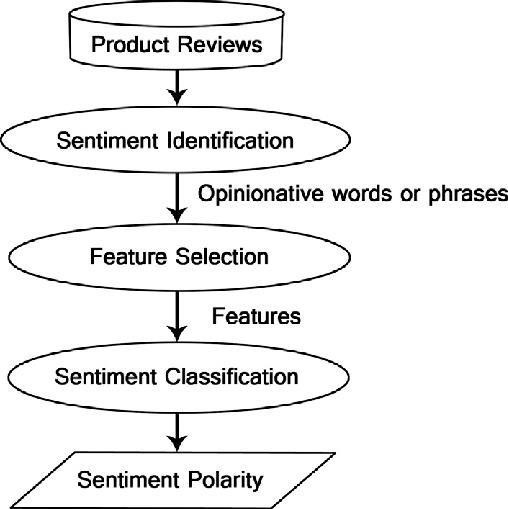 Product Reviews
Sentiment Identification
Opinionative words or phrases
Feature Selection
Features
Sentiment Classification
Sentiment Polarity